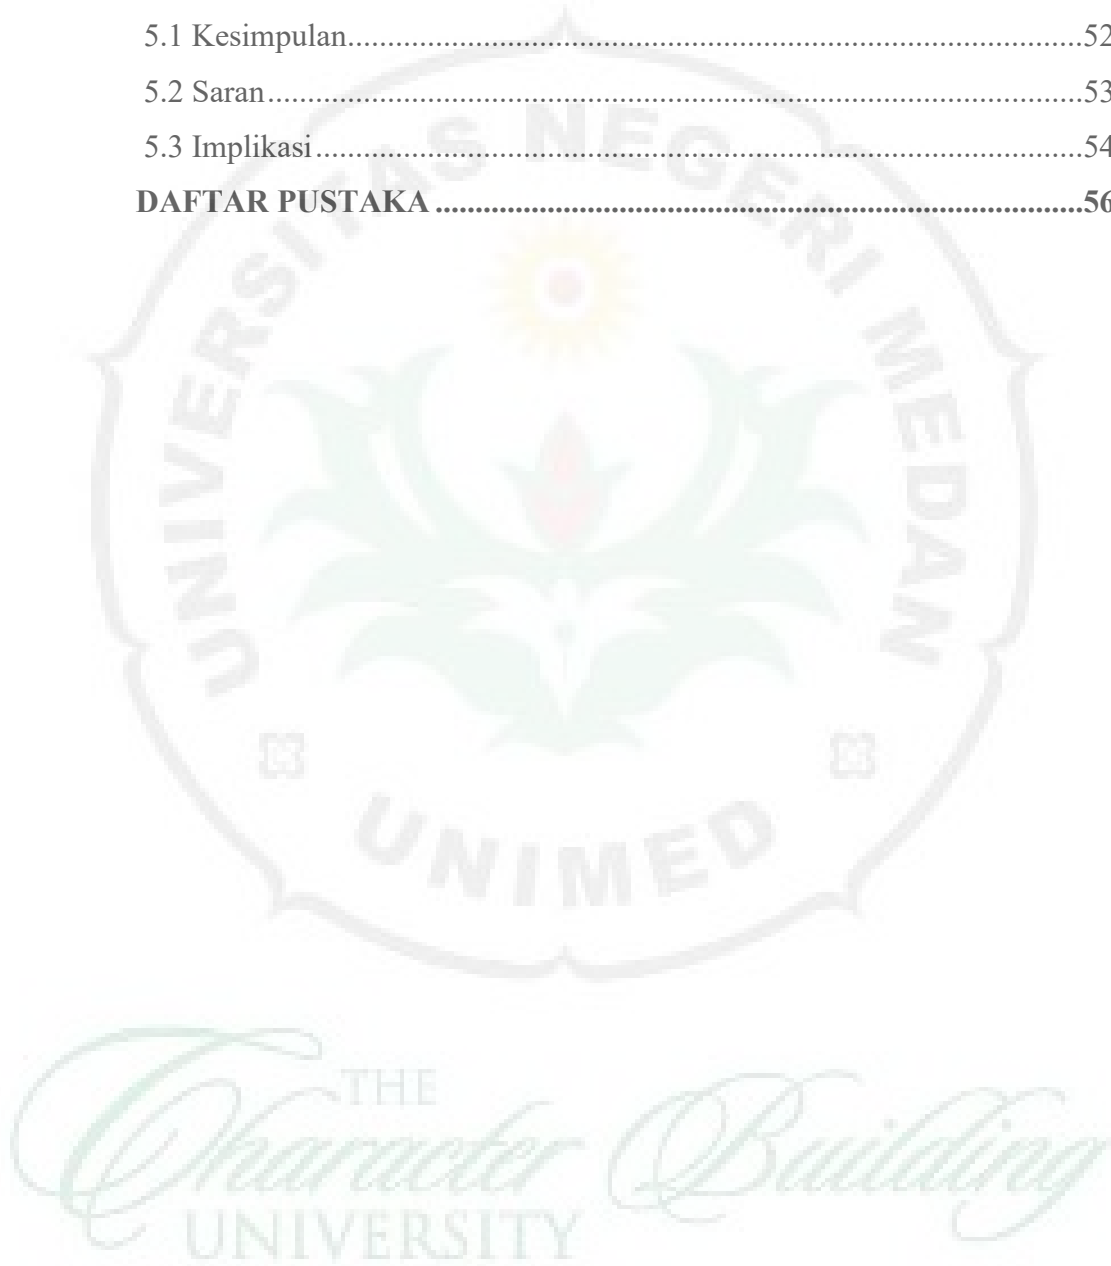 5.1 Kesimpulan....................................................................................52
5.2 Saran..............................................................................................53
5.3 Implikasi........................................................................................54
DAFTAR PUSTAKA..........................................................................56
UNIVERSITAS NEGERI MEDAN
UNIMED
THE
Character Building
UNIVERSITY